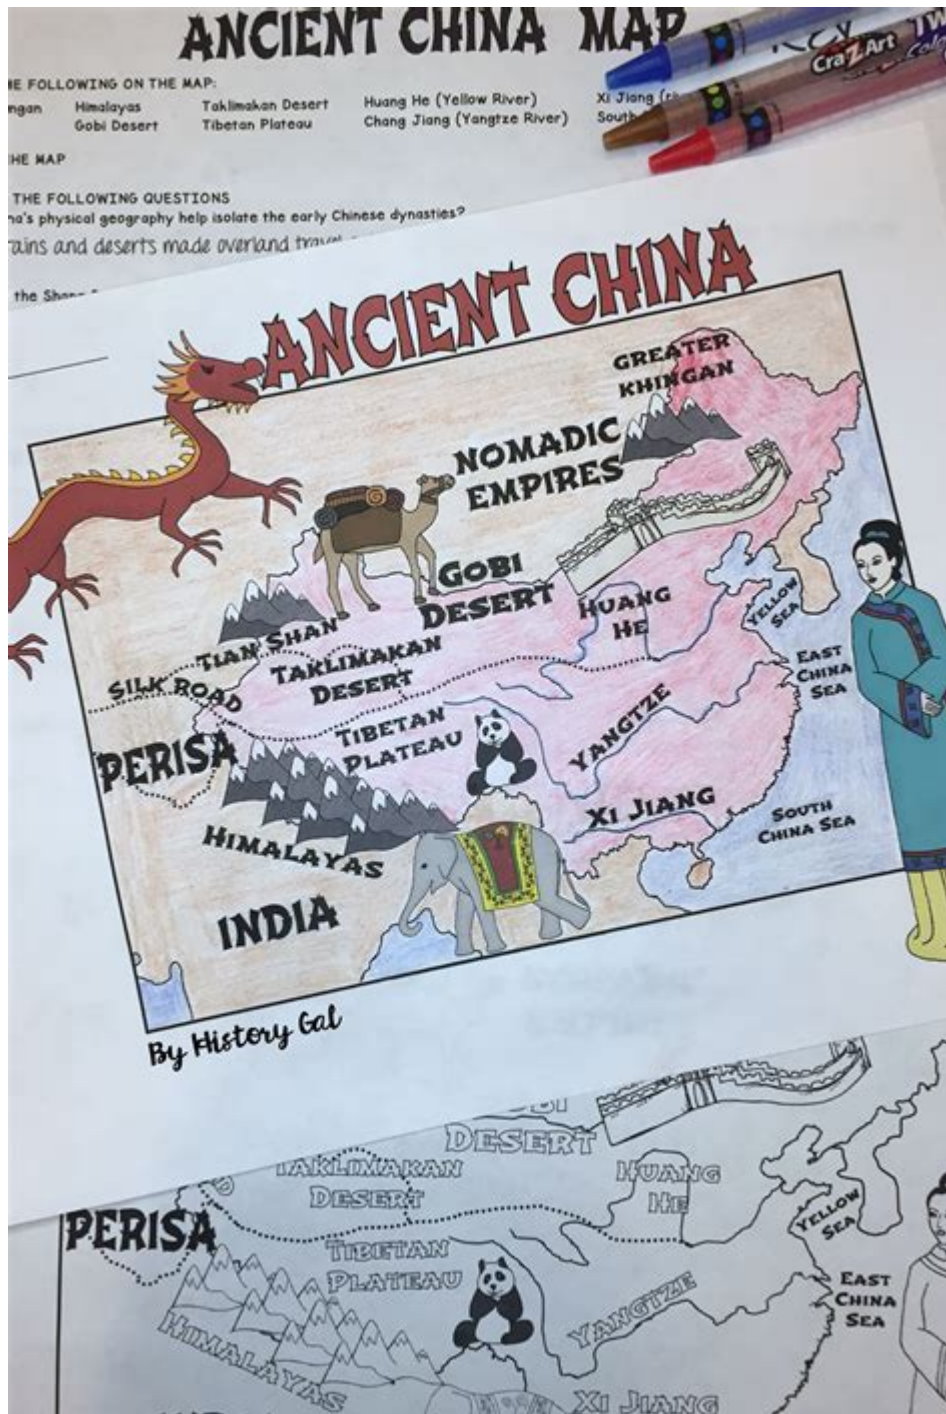 ANCIENT CHINA MAP
CRAZART TW
E FOLLOWING ON THE MAP:
ngan Himalayas Taklimakan Desert Huang He (Yellow River) Xi Jiang
Gobi Desert Tibetan Plateau Chang Jiang (Yangtze River) South
HE MAP
THE FOLLOWING QUESTIONS
na's physical geography help isolate the early Chinese dynasties?
ains and deserts made overland travel
the Shang
ANCIENT CHINA
GREATER
KHINGAN
NOMADIC
EMPIRES
GOBI
DESERT
HUANG
HE
YELLOW
SEA
TIAN SHAN
TAKLIMAKAN
DESERT
EAST
CHINA
SEA
SILK ROAD
TIBETAN
PLATEAU
YANGTZE
PERISA
XI JIANG
SOUTH
CHINA SEA
HIMALAYAS
INDIA
By History Gal
DESERT
TAKLIMAKAN
DESERT
HUANG
HE
YELLOW
SEA
PERISA
TIBETAN
PLATEAU
EAST
CHINA
SEA
YANGTZE
HIMALAYAS
XI JIANG